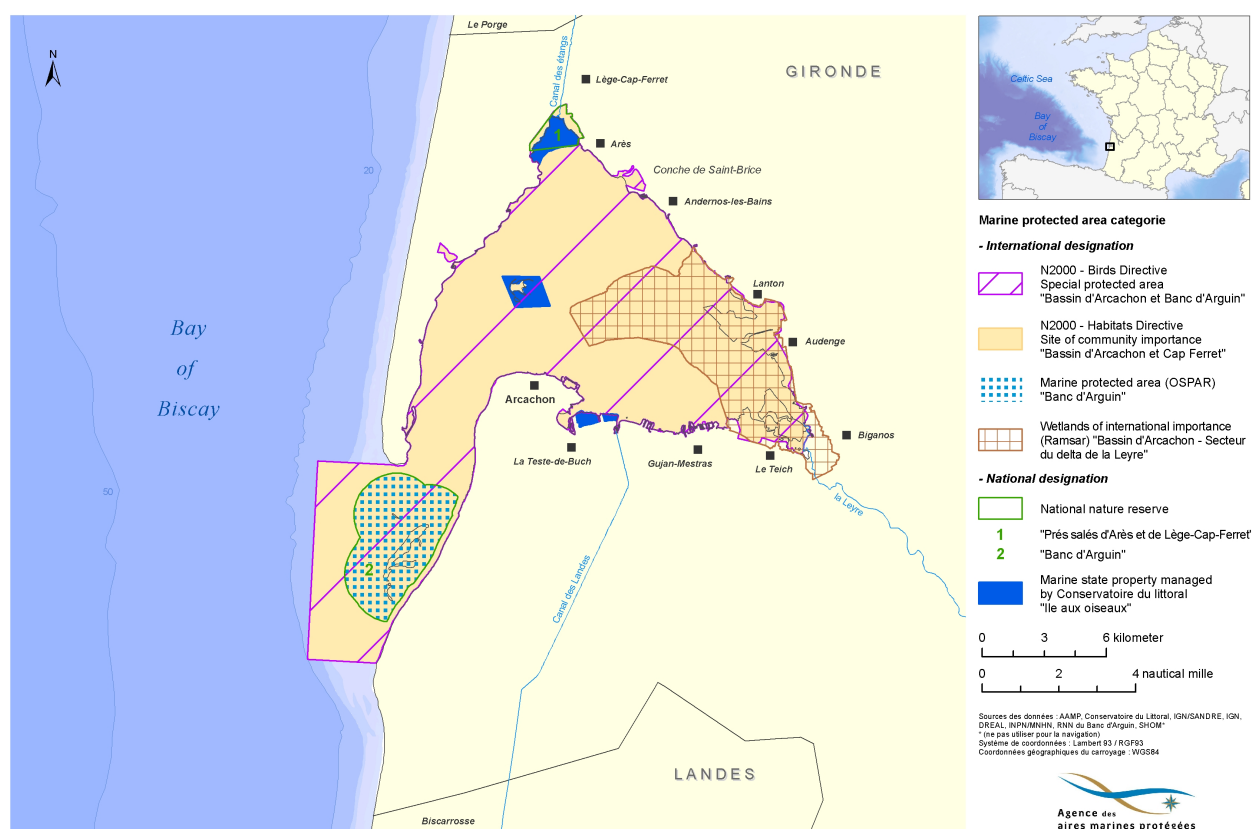 Le Porge
N
Canal des étangs
Lège-Cap-Ferret
GIRONDE
1
Arès
20
Conche de Saint-Brice
Andernos-les-Bains
Lanton
Bay
of
Biscay
Audenge
Arcachon
La Teste-de-Buch
Gujan-Mestras
Le Teich
Biganos
50
la Leyre
2
Canal des Landes
LANDES
Biscarrosse
Celtic Sea
Bay
of
Biscay
Marine protected area categorie
- International designation
N2000 - Birds Directive
Special protected area
"Bassin d'Arcachon et Banc d'Arguin"
N2000 - Habitats Directive
Site of community importance
"Bassin d'Arcachon et Cap Ferret"
Marine protected area (OSPAR)
"Banc d'Arguin"
Wetlands of international importance
(Ramsar) "Bassin d'Arcachon - Secteur
du delta de la Leyre"
- National designation
National nature reserve
1 "Prés salés d'Arès et de Lège-Cap-Ferret"
2 "Banc d'Arguin"
Marine state property managed
by Conservatoire du littoral
"Ile aux oiseaux"
0 3 6 kilometer
0 2 4 nautical mille
Sources des données : AAMP, Conservatoire du Littoral, IGN/SANDRE, IGN,
DREAL, INPN/MNHN, RNN du Banc d'Arguin, SHOM*
* (ne pas utiliser pour la navigation)
Système de coordonnées : Lambert 93 / RGF93
Coordonnées géographiques du carroyage : WGS84
Agence des
aires marines protégées